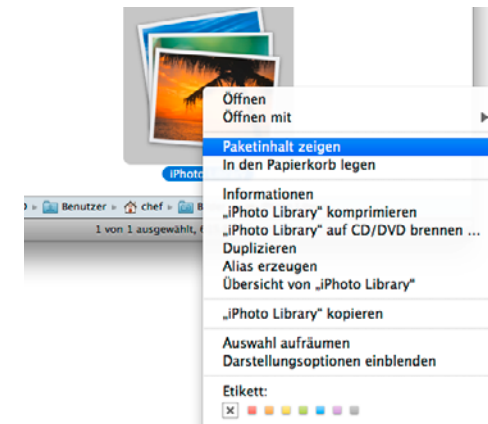 Öffnen
Öffnen mit
Paketinhalt zeigen
In den Papierkorb legen
iPhoto
Informationen
„iPhoto Library“ komprimieren
Benutzer chef
„iPhoto Library“ auf CD/DVD brennen ...
1 von 1 ausgewählt,
Duplizieren
Alias erzeugen
Übersicht von „iPhoto Library“
„iPhoto Library“ kopieren
Auswahl aufräumen
Darstellungsoptionen einblenden
Etikett: